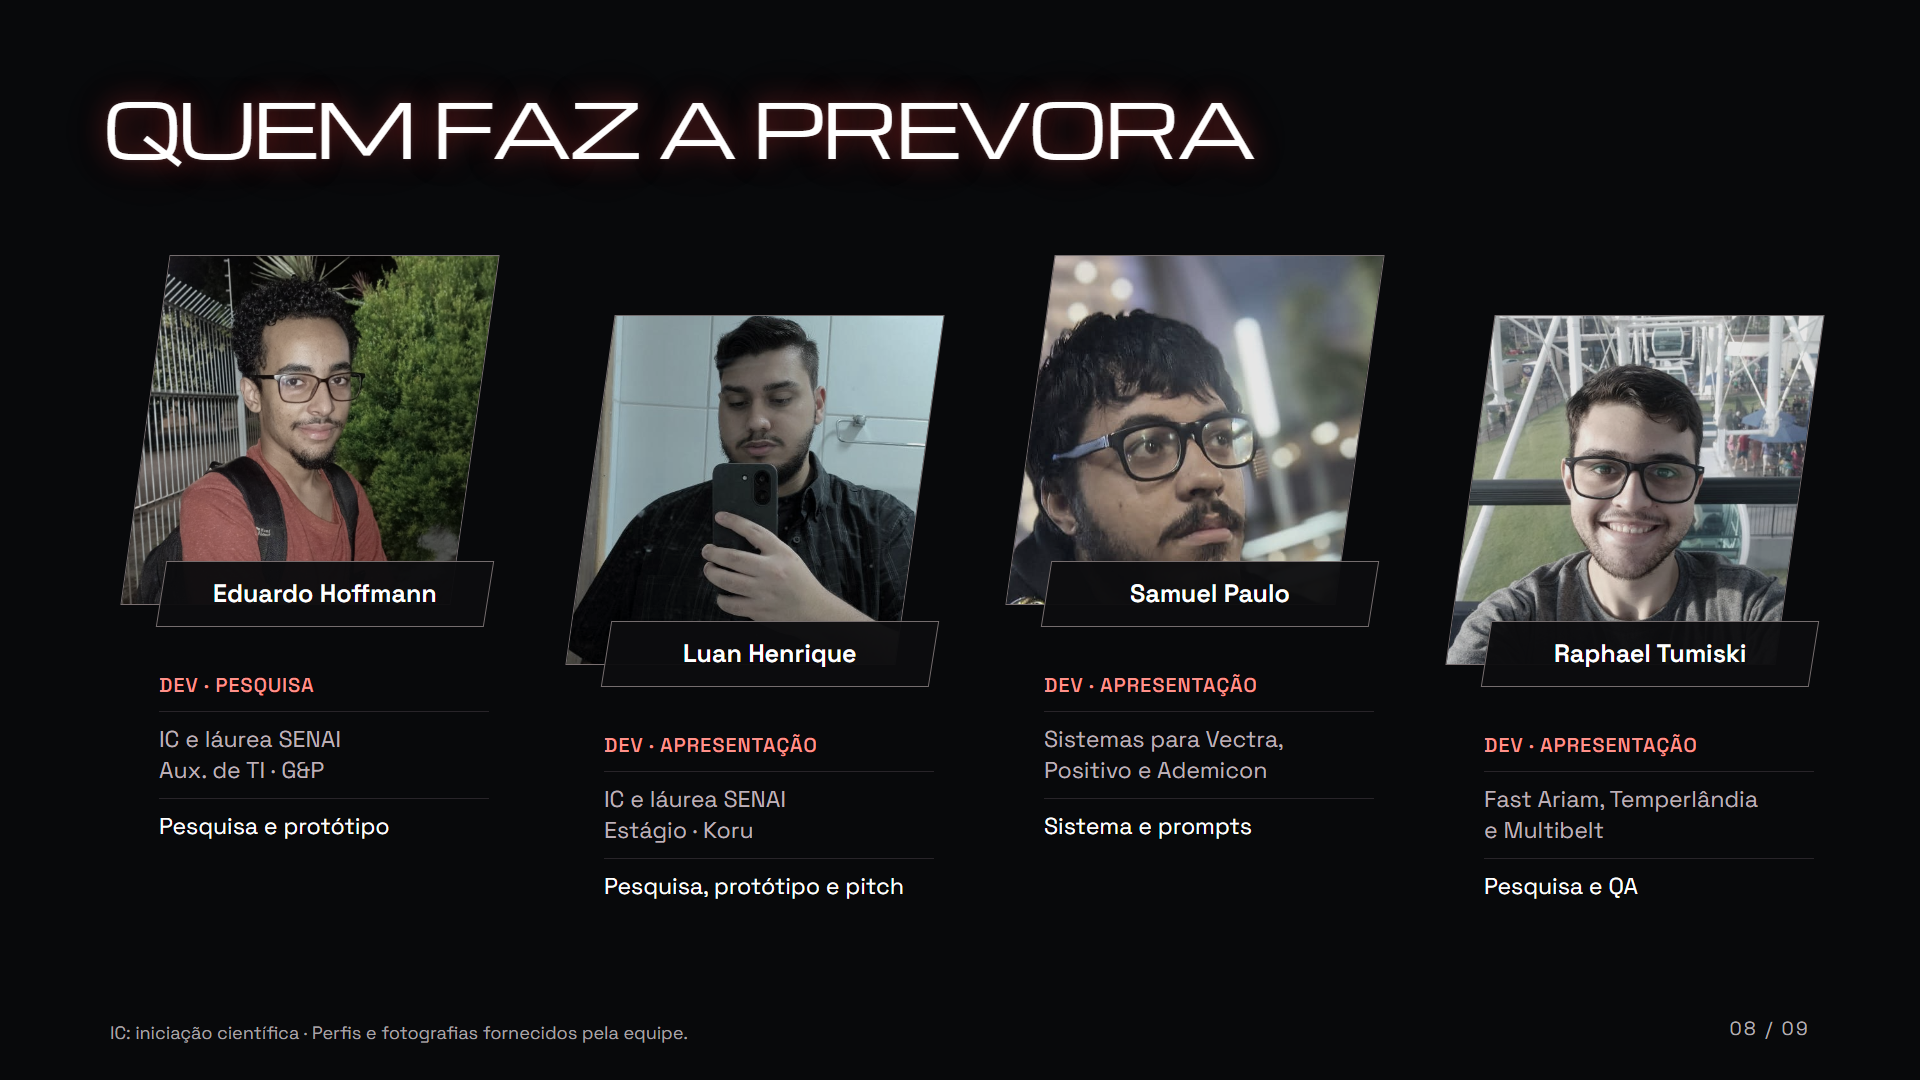 QUEM FAZ A PREVORA
Eduardo Hoffmann
DEV · PESQUISA
IC e láurea SENAI
Aux. de TI · G&P
Pesquisa e protótipo
Luan Henrique
DEV · APRESENTAÇÃO
IC e láurea SENAI
Estágio · Koru
Pesquisa, protótipo e pitch
Samuel Paulo
DEV · APRESENTAÇÃO
Sistemas para Vectra,
Positivo e Ademicon
Sistema e prompts
Raphael Tumiski
DEV · APRESENTAÇÃO
Fast Ariam, Temperlândia
e Multibelt
Pesquisa e QA
IC: iniciação científica · Perfis e fotografias fornecidos pela equipe.
08 / 09